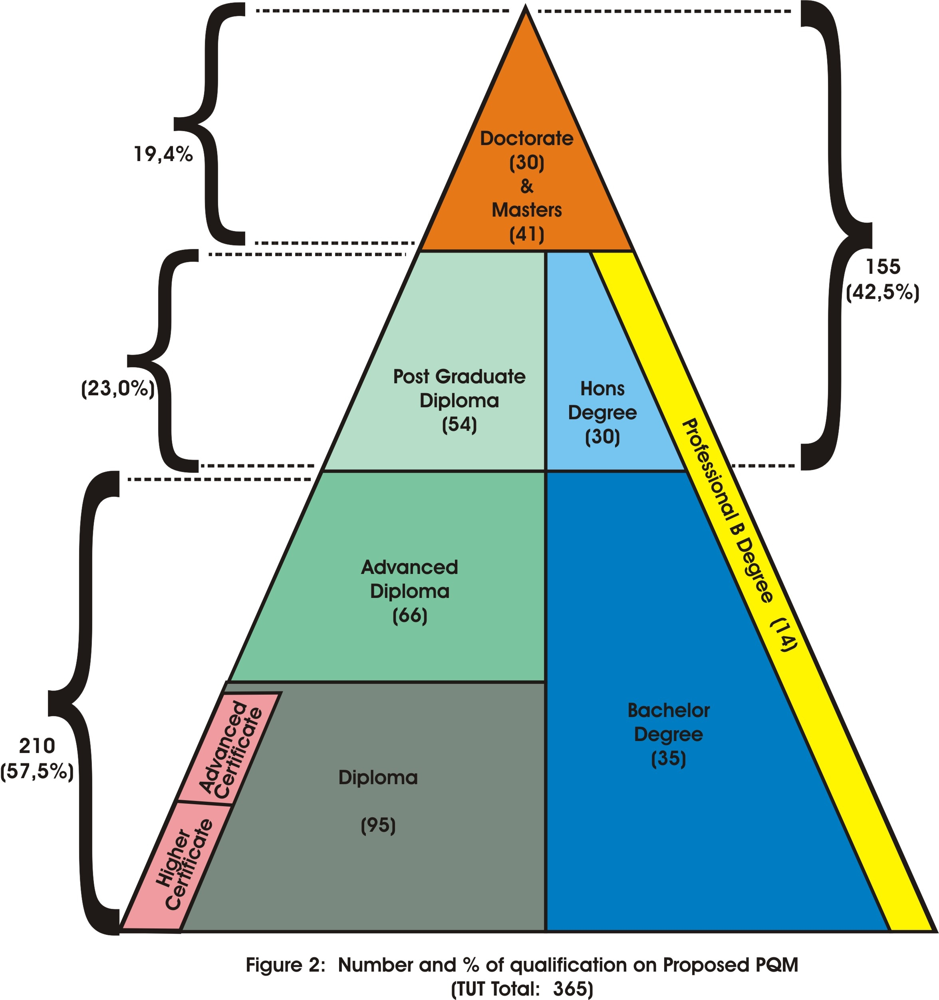 19,4%
Doctorate
(30)
&
Masters
(41)
155
(42,5%)
(23,0%)
Post Graduate
Diploma
(54)
Hons
Degree
(30)
Professional B Degree (14)
Advanced
Diploma
(66)
210
(57,5%)
Advanced
Certificate
Higher
Certificate
Diploma
(95)
Bachelor
Degree
(35)
Figure 2: Number and % of qualification on Proposed PQM
(TUT Total: 365)